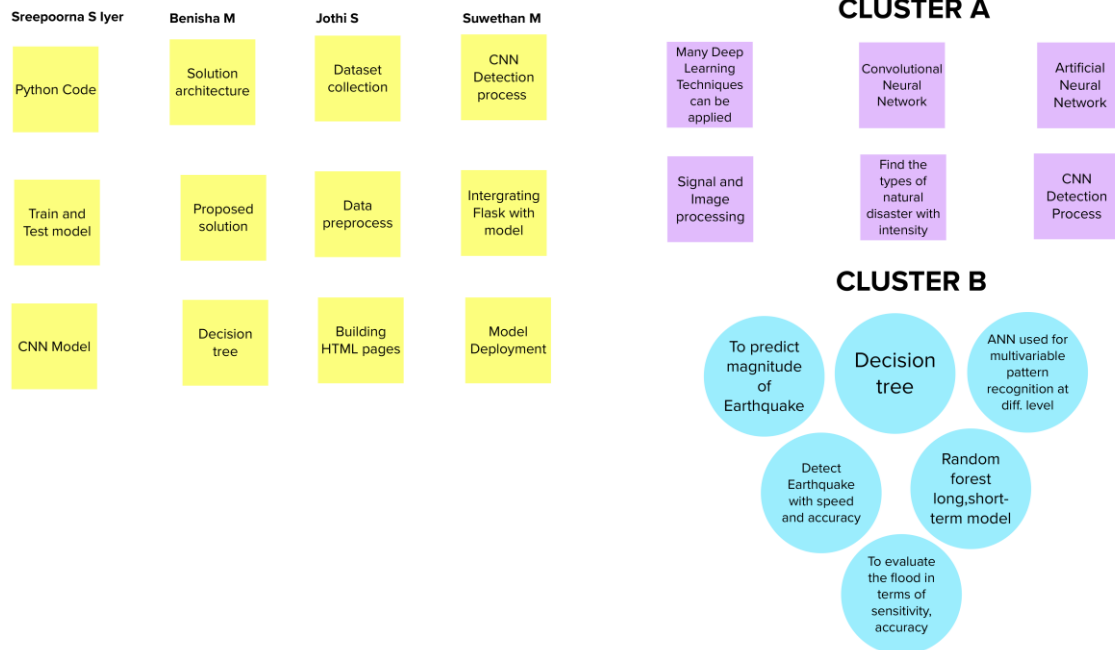 Sreepoorna S Iyer
Benisha M
Jothi S
Suwethan M
Python Code
Solution
architecture
Dataset
collection
CNN
Detection
process
Train and
Test model
Proposed
solution
Data
preprocess
Intergrating
Flask with
model
CNN Model
Decision
tree
Building
HTML pages
Model
Deployment
CLUSTER A
Many Deep
Learning
Techniques
can be
applied
Convolutional
Neural
Network
Artificial
Neural
Network
Signal and
Image
processing
Find the
types of
natural
disaster with
intensity
CNN
Detection
Process
CLUSTER B
To predict
magnitude
of
Earthquake
Decision
tree
ANN used for
multivariable
pattern
recognition at
diff. level
Detect
Earthquake
with speed
and accuracy
Random
forest
long,short-
term model
To evaluate
the flood in
terms of
sensitivity,
accuracy